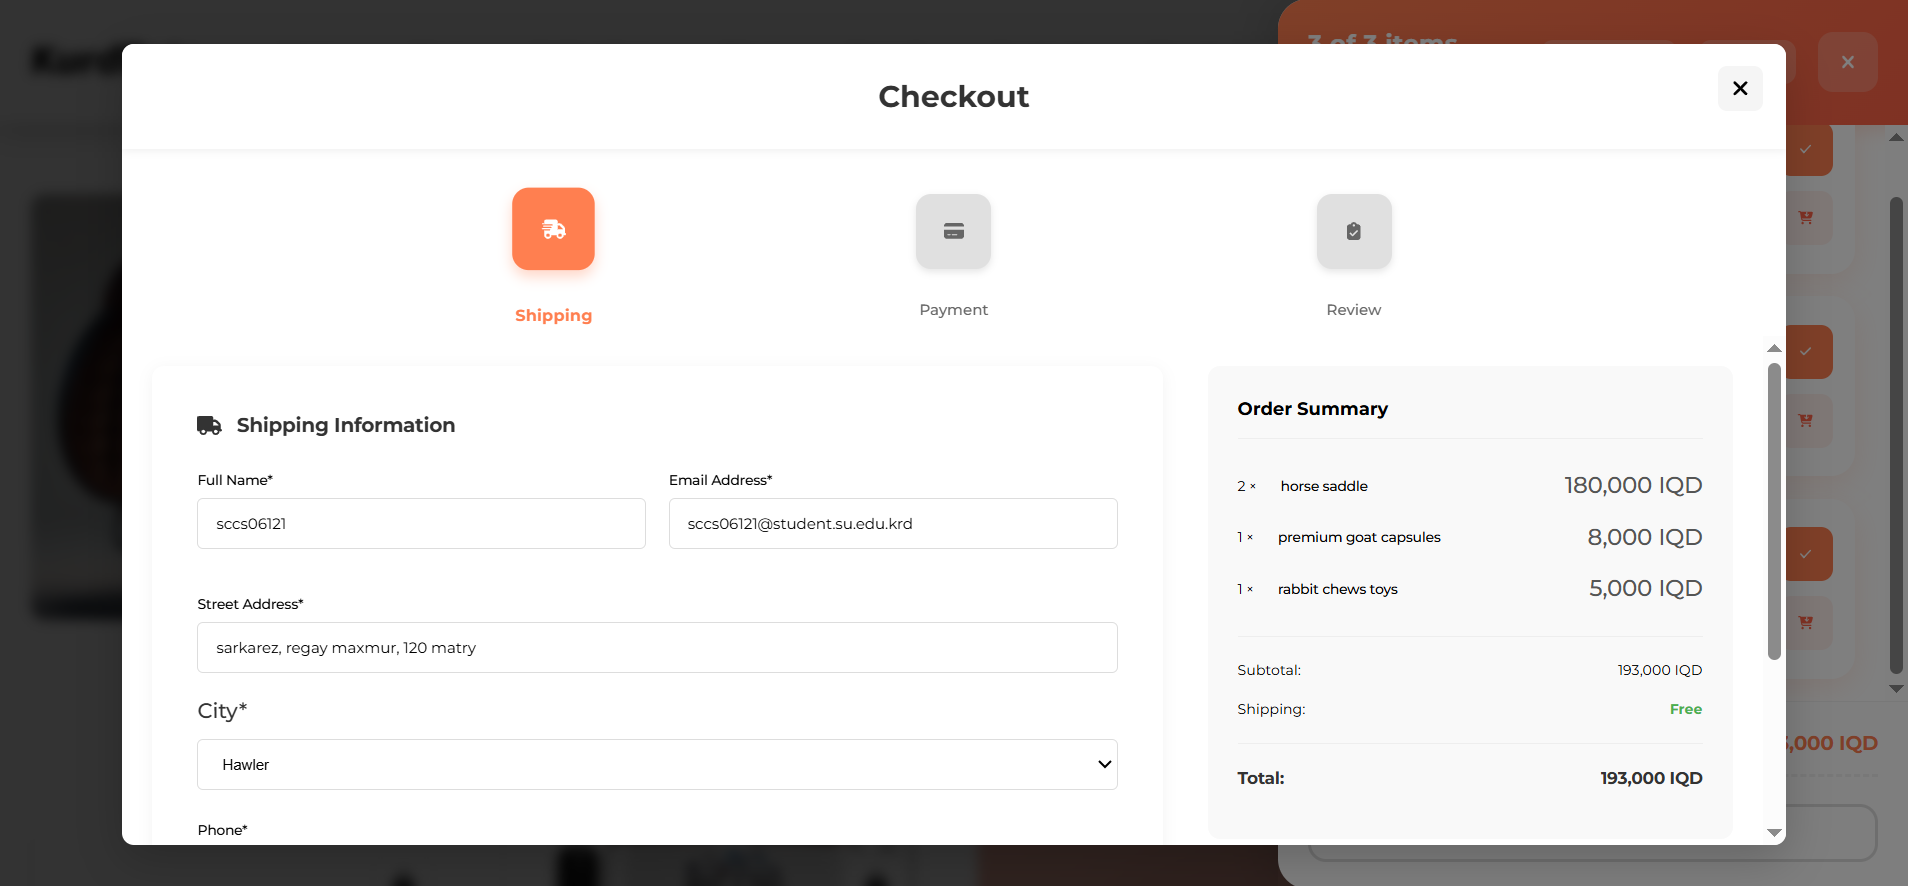 3 of 3 items
Checkout
Shipping
Payment
Review
Shipping Information
Full Name*
Email Address*
sccs06121
sccs06121@student.su.edu.krd
Street Address*
sarkarez, regay maxmur, 120 matry
City*
Hawler
Phone*
Order Summary
2 × horse saddle 180,000 IQD
1 × premium goat capsules 8,000 IQD
1 × rabbit chews toys 5,000 IQD
Subtotal: 193,000 IQD
Shipping: Free
Total: 193,000 IQD
,000 IQD